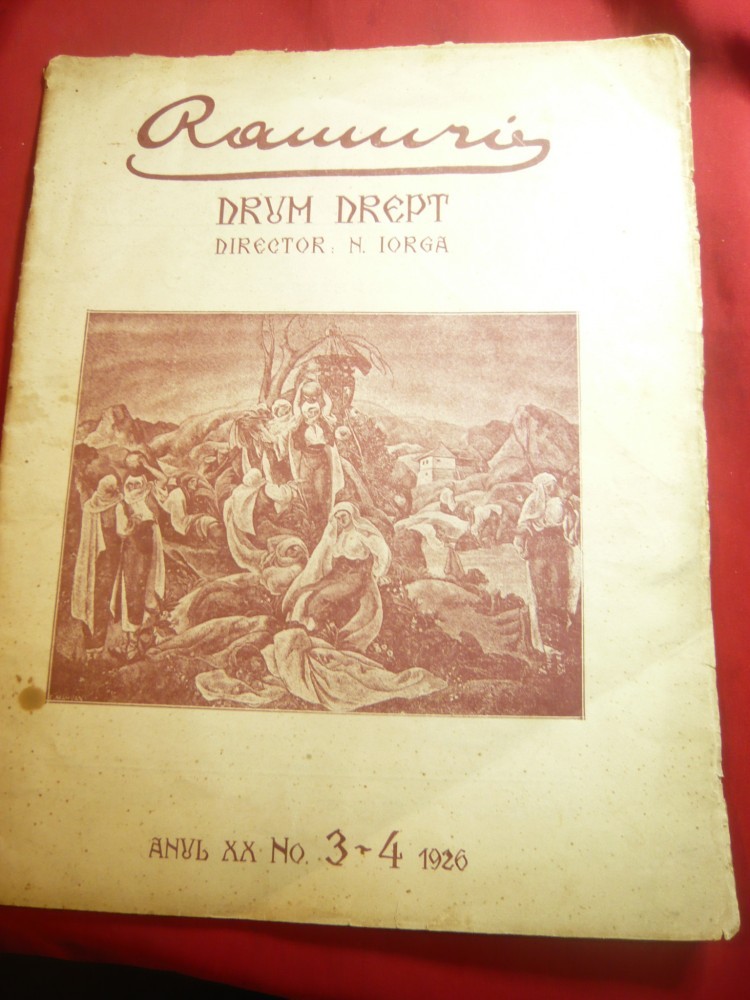 Ramuri
DRUM DREPT
DIRECTOR: N. IORGA
ANUL XX No. 3-4 1926